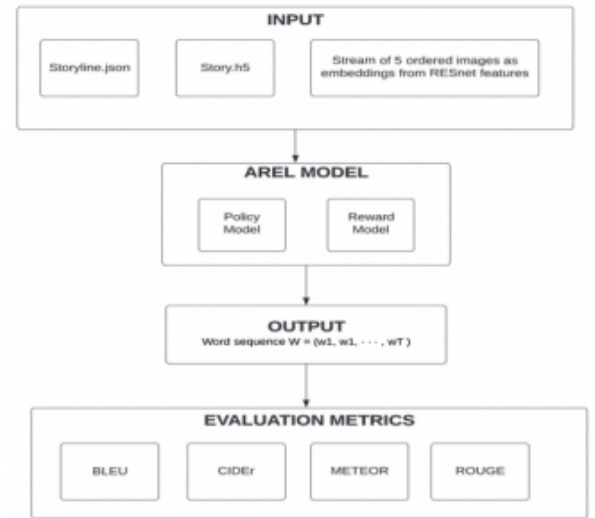 INPUT
Storyline.json
Story.h5
Stream of 5 ordered images as
embeddings from RESnet features
AREL MODEL
Policy
Model
Reward
Model
OUTPUT
Word sequence W = (w1, w1, · · · , wT )
EVALUATION METRICS
BLEU
CIDEr
METEOR
ROUGE